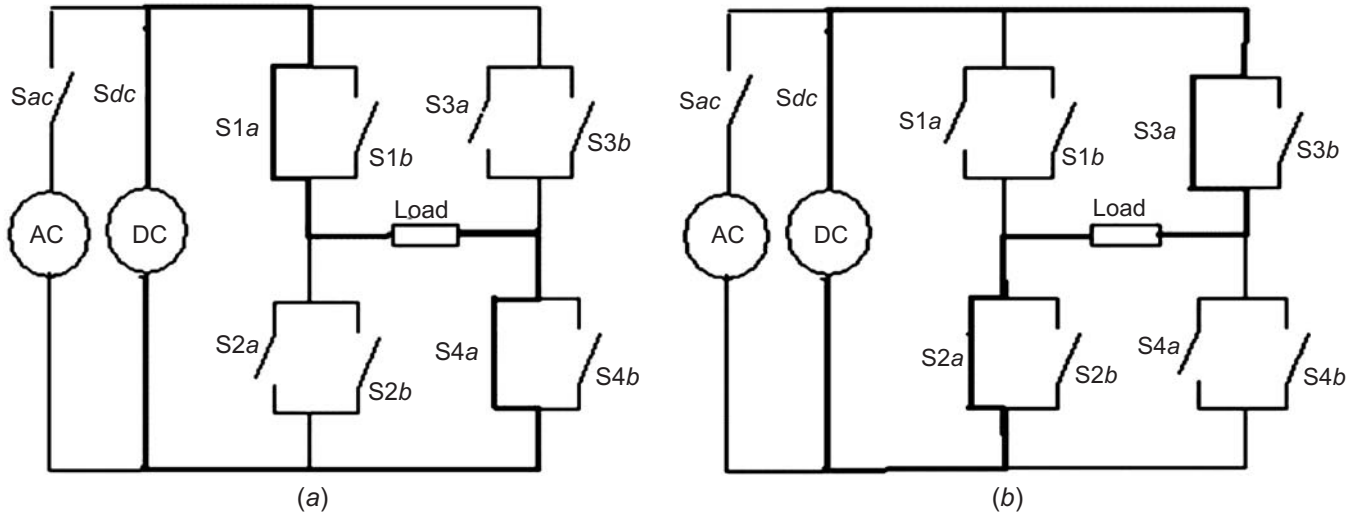 Sac
Sdc
S1a
S1b
S3a
S3b
AC
DC
Load
S2a
S2b
S4a
S4b
(a)
Sac
Sdc
S1a
S1b
S3a
S3b
AC
DC
Load
S2a
S2b
S4a
S4b
(b)